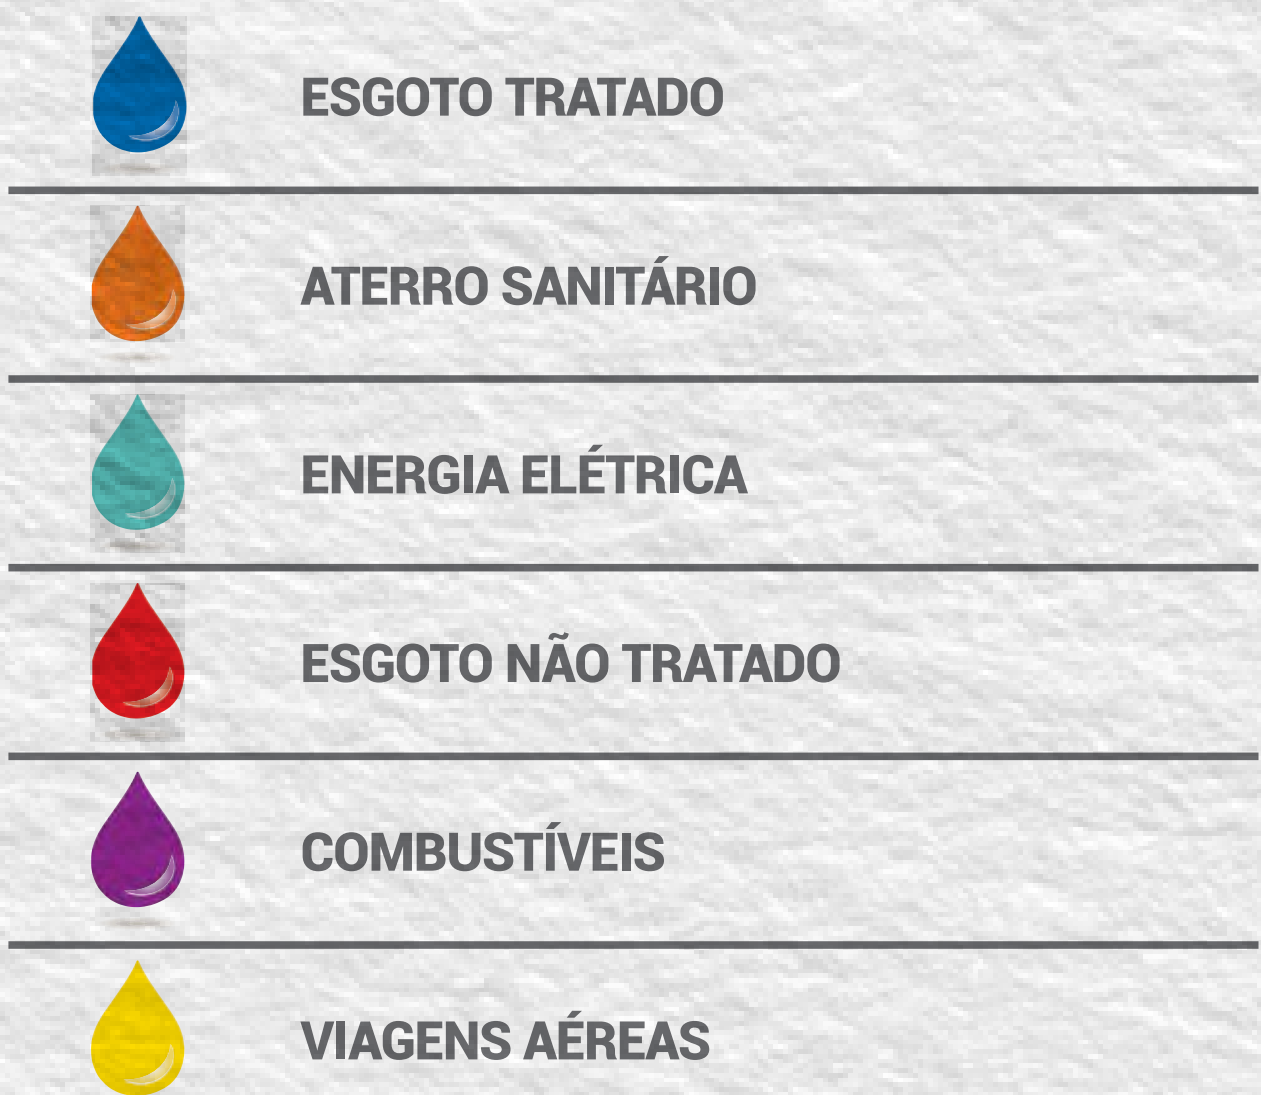 ESGOTO TRATADO
ATERRO SANITÁRIO
ENERGIA ELÉTRICA
ESGOTO NÃO TRATADO
COMBUSTÍVEIS
VIAGENS AÉREAS